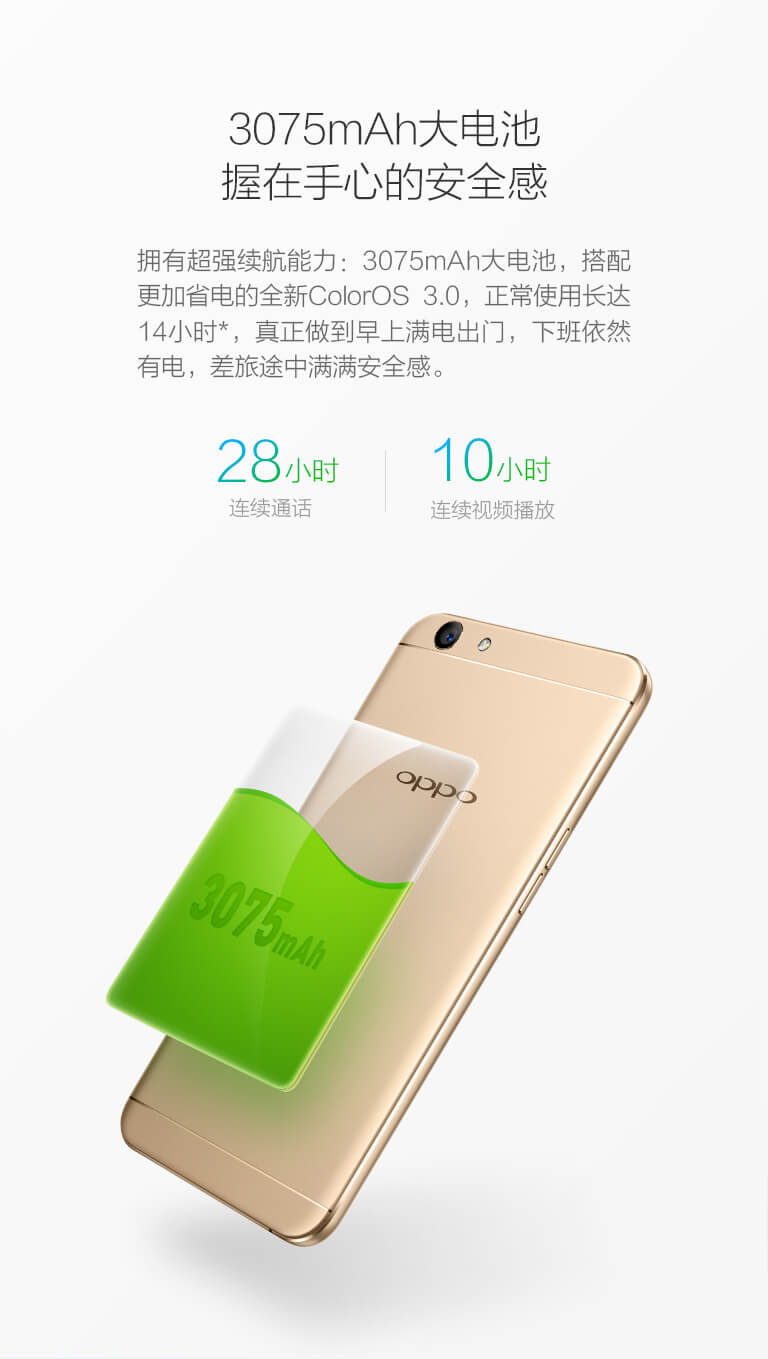 3075mAh大电池
握在手心的安全感
拥有超强续航能力：3075mAh大电池，搭配
更加省电的全新ColorOS 3.0，正常使用长达
14小时*，真正做到早上满电出门，下班依然
有电，差旅途中满满安全感。
28小时
连续通话
10小时
连续视频播放
oppo
3075mAh